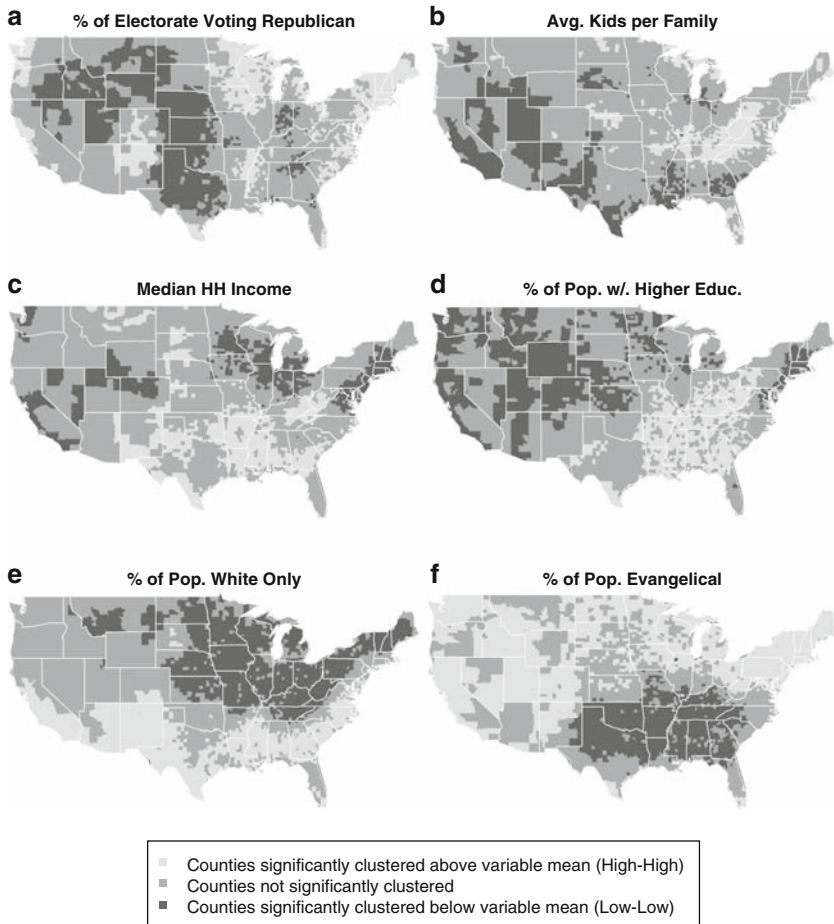 a % of Electorate Voting Republican
b Avg. Kids per Family
c Median HH Income
d % of Pop. w/. Higher Educ.
e % of Pop. White Only
f % of Pop. Evangelical
Counties significantly clustered above variable mean (High-High)
Counties not significantly clustered
Counties significantly clustered below variable mean (Low-Low)